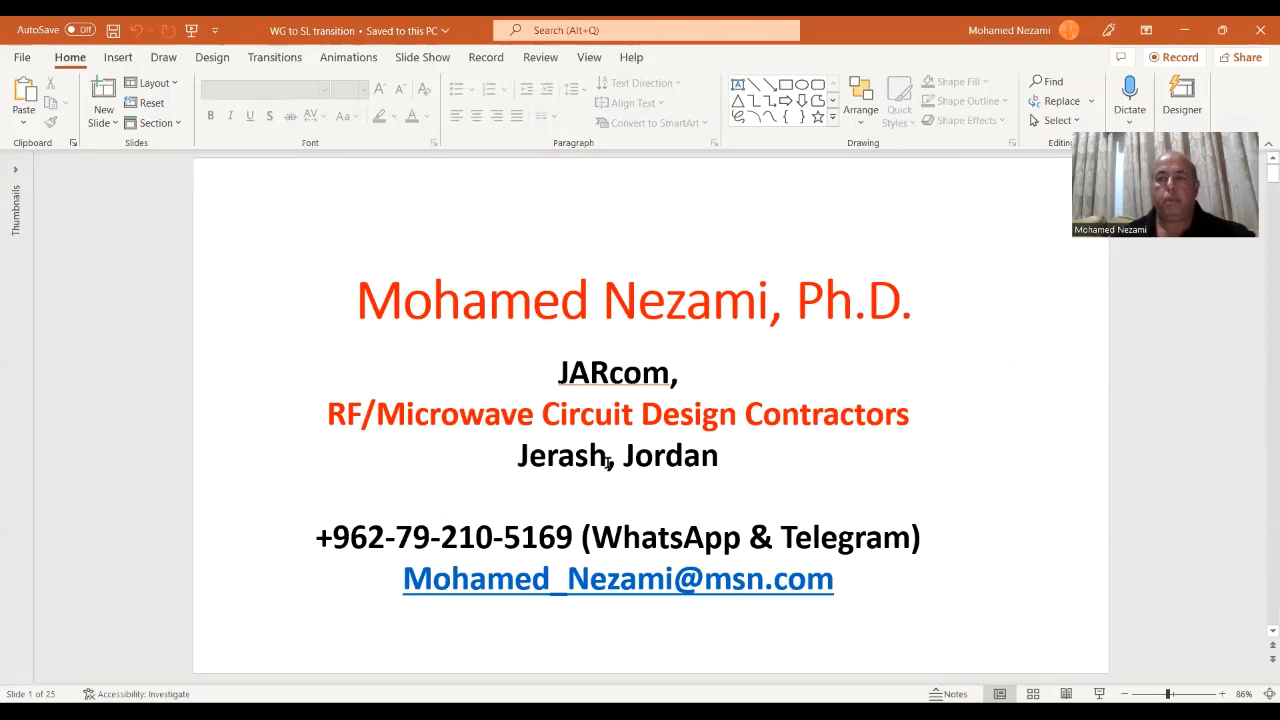 AutoSave Off WG to SL transition • Saved to this PC Search (Alt+Q) Mohamed Nezami
File Home Insert Draw Design Transitions Animations Slide Show Record Review View Help Record Share
Paste New Slide Layout Reset Section Text Direction Align Text Convert to SmartArt Arrange Quick Styles Shape Fill Shape Outline Shape Effects Find Replace Select Dictate Designer
Clipboard Slides Font Paragraph Drawing Editing
Thumbnails
Mohamed Nezami
Mohamed Nezami, Ph.D.
JARcom,
RF/Microwave Circuit Design Contractors
Jerash, Jordan
+962-79-210-5169 (WhatsApp & Telegram)
Mohamed_Nezami@msn.com
Slide 1 of 25 Accessibility: Investigate Notes 86%